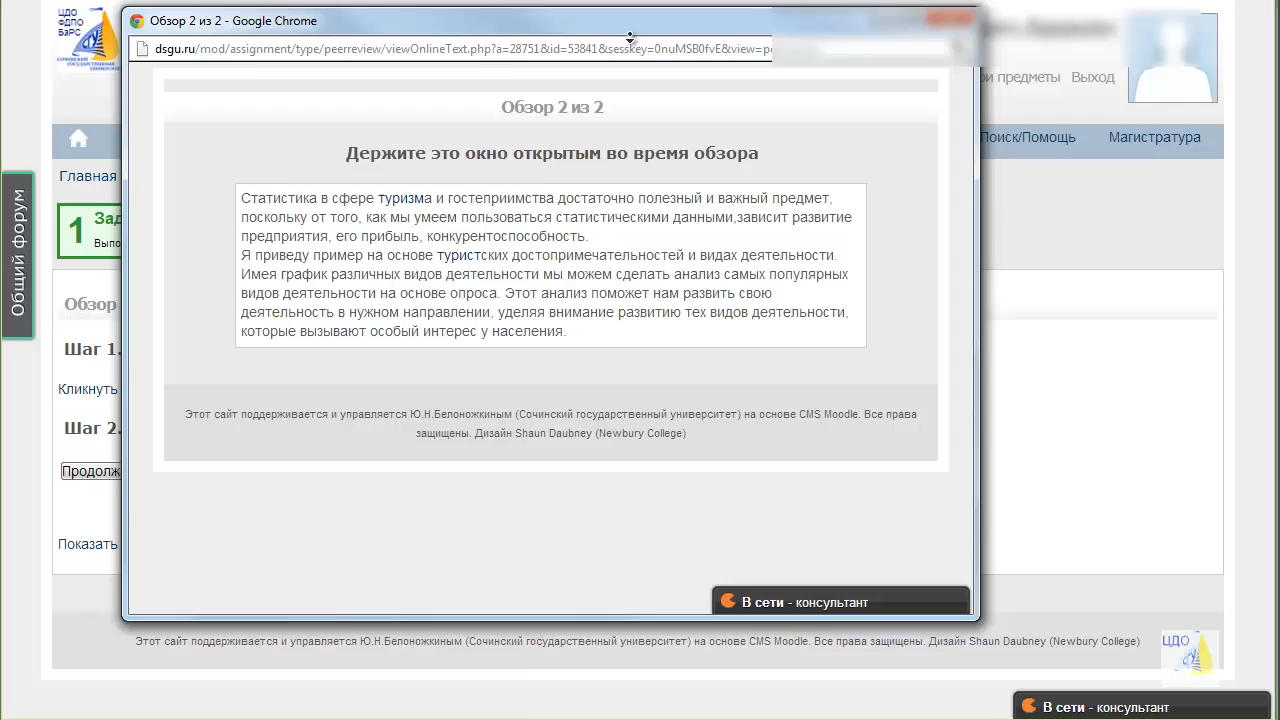 ЦДО
ФДПО
БаРС
СОЧИНСКИЙ
ГОСУДАРСТВЕННЫЙ
УНИВЕРСИТЕТ
Обзор 2 из 2 - Google Chrome
dsgu.ru/mod/assignment/type/peerreview/viewOnlineText.php?a=2875
&id=53841&sesskey=0nuMSB0fvE&view=pe
предметы Выход
Поиск/Помощь Магистратура
Главная
1 Зад
Выпо
Общий форум
Обзор
Шаг 1.
Кликнуть
Шаг 2.
Продолж
Показать
Обзор 2 из 2
Держите это окно открытым во время обзора
Статистика в сфере туризма и гостеприимства достаточно полезный и важный предмет,
поскольку от того, как мы умеем пользоваться статистическими данными,зависит развитие
предприятия, его прибыль, конкурентоспособность.
Я приведу пример на основе туристских достопримечательностей и видах деятельности.
Имея график различных видов деятельности мы можем сделать анализ самых популярных
видов деятельности на основе опроса. Этот анализ поможет нам развить свою
деятельность в нужном направлении, уделяя внимание развитию тех видов деятельности,
которые вызывают особый интерес у населения.
Этот сайт поддерживается и управляется Ю.Н.Белоножкиным (Сочинский государственный университет) на основе CMS Moodle. Все права
защищены. Дизайн Shaun Daubney (Newbury College)
В сети - консультант
Этот сайт поддерживается и управляется Ю.Н.Белоножкиным (Сочинский государственный университет) на основе CMS Moodle. Все права защищены. Дизайн Shaun Daubney (Newbury College)
ЦДО
В сети - консультант